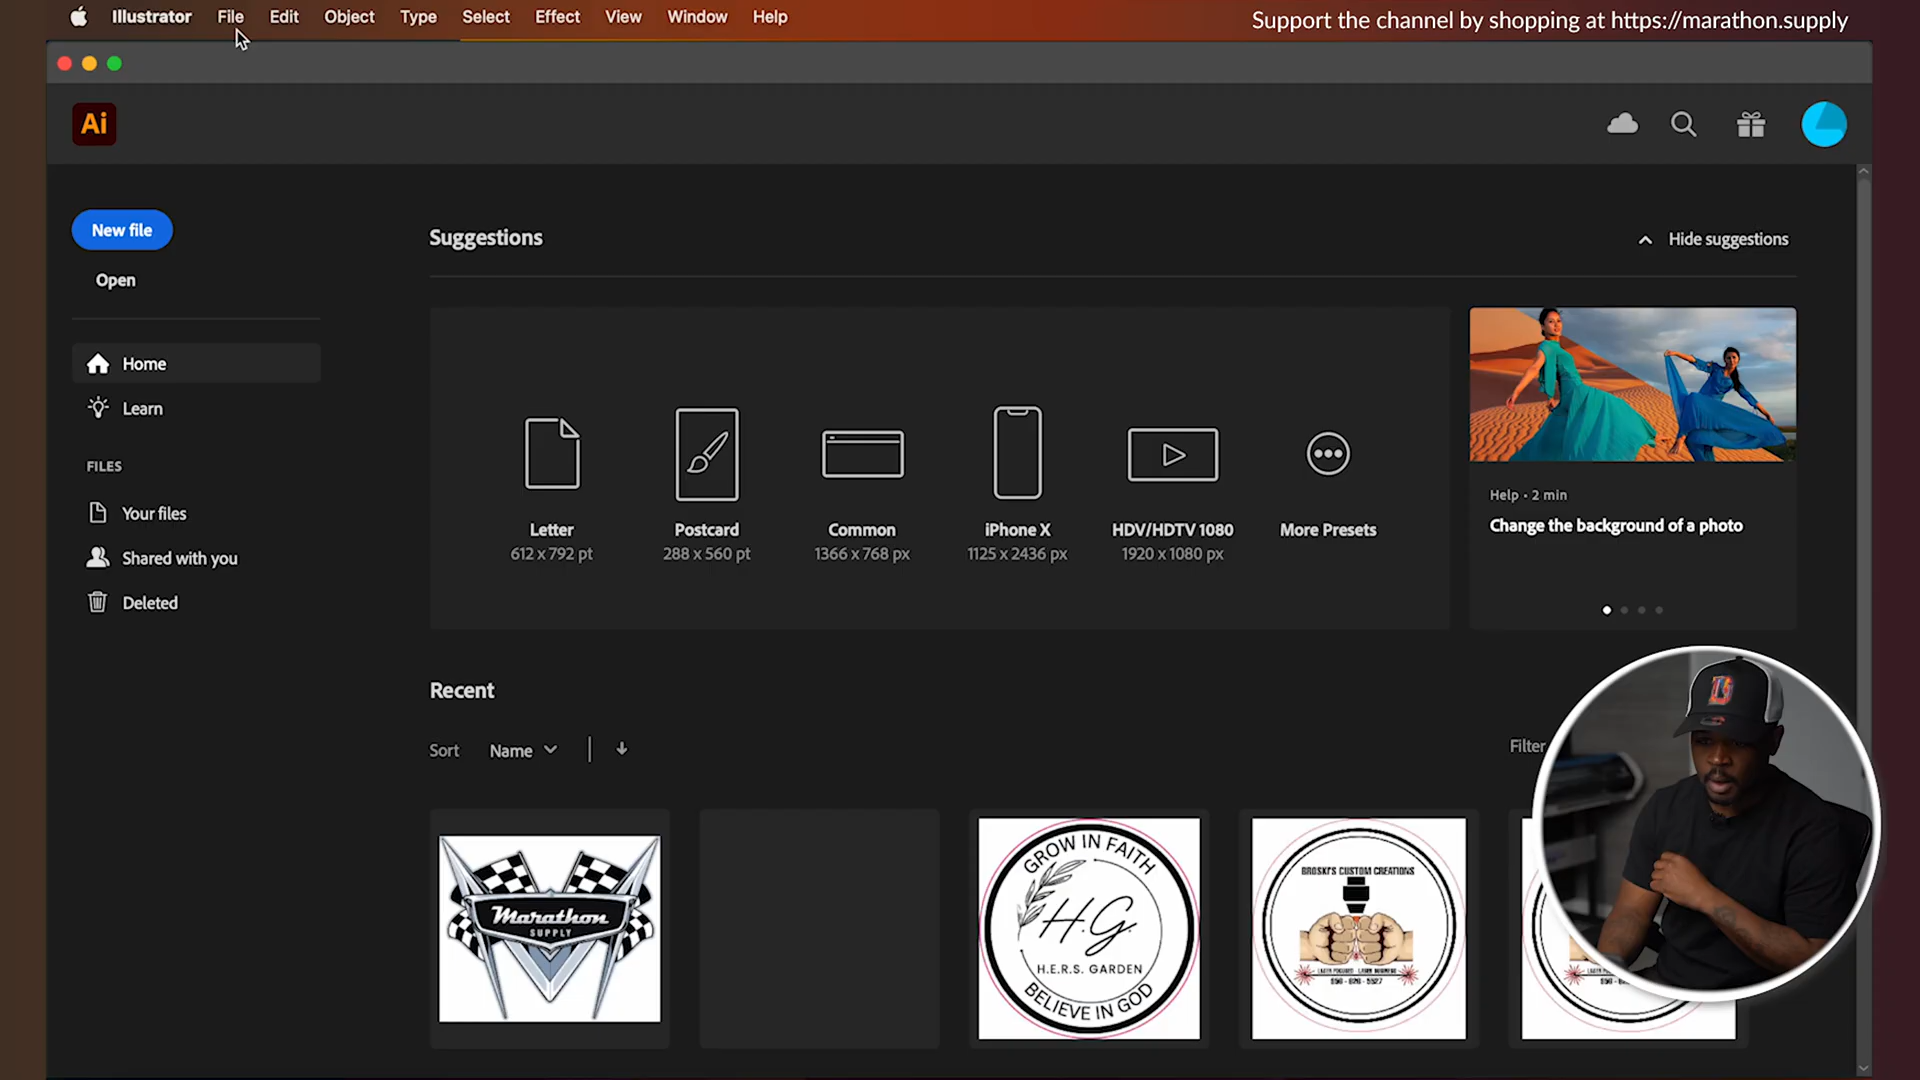 Illustrator File Edit Object Type Select Effect View Window Help
Support the channel by shopping at https://marathon.supply
Ai
New file
Open
Home
Learn
FILES
Your files
Shared with you
Deleted
Suggestions
Hide suggestions
Letter
612 x 792 pt
Postcard
288 x 560 pt
Common
1366 x 768 px
iPhone X
1125 x 2436 px
HDV/HDTV 1080
1920 x 1080 px
More Presets
Help • 2 min
Change the background of a photo
Recent
Sort Name
Filter
Marathon
SUPPLY
GROW IN FAITH
H.G.
H.E.R.S. GARDEN
BELIEVE IN GOD
BROSKI'S CUSTOM CREATIONS